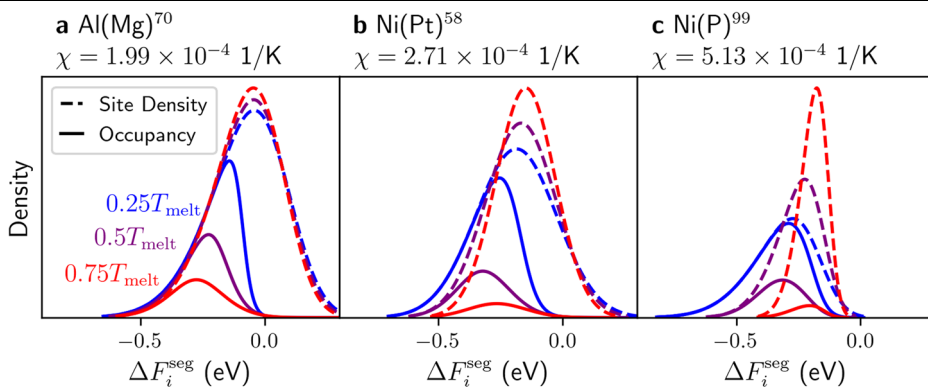 a Al(Mg)⁷⁰
χ = 1.99 × 10⁻⁴ 1/K
b Ni(Pt)⁵⁸
χ = 2.71 × 10⁻⁴ 1/K
c Ni(P)⁹⁹
χ = 5.13 × 10⁻⁴ 1/K
Density
Site Density
Occupancy
0.25T_melt
0.5T_melt
0.75T_melt
−0.5 0.0
−0.5 0.0
−0.5 0.0
ΔF_i^seg (eV)
ΔF_i^seg (eV)
ΔF_i^seg (eV)